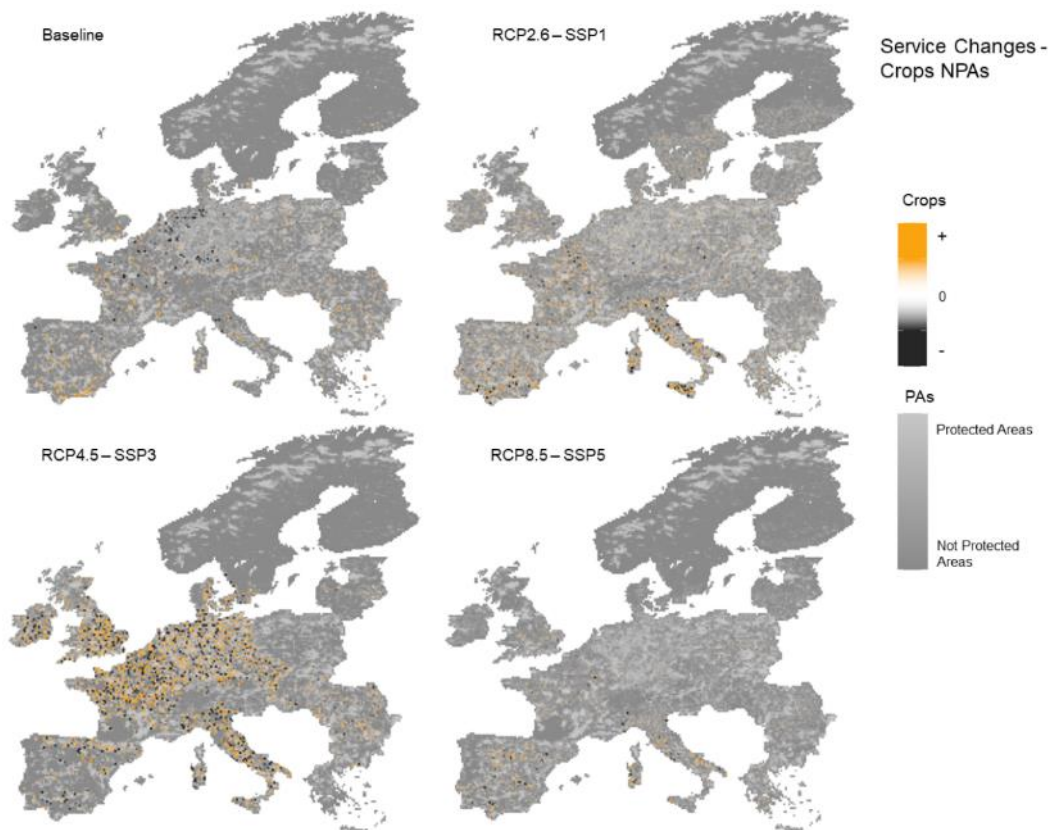 Baseline
RCP2.6 – SSP1
Service Changes -
Crops NPAs
Crops
+
0
-
PAs
Protected Areas
Not Protected
Areas
RCP4.5 – SSP3
RCP8.5 – SSP5